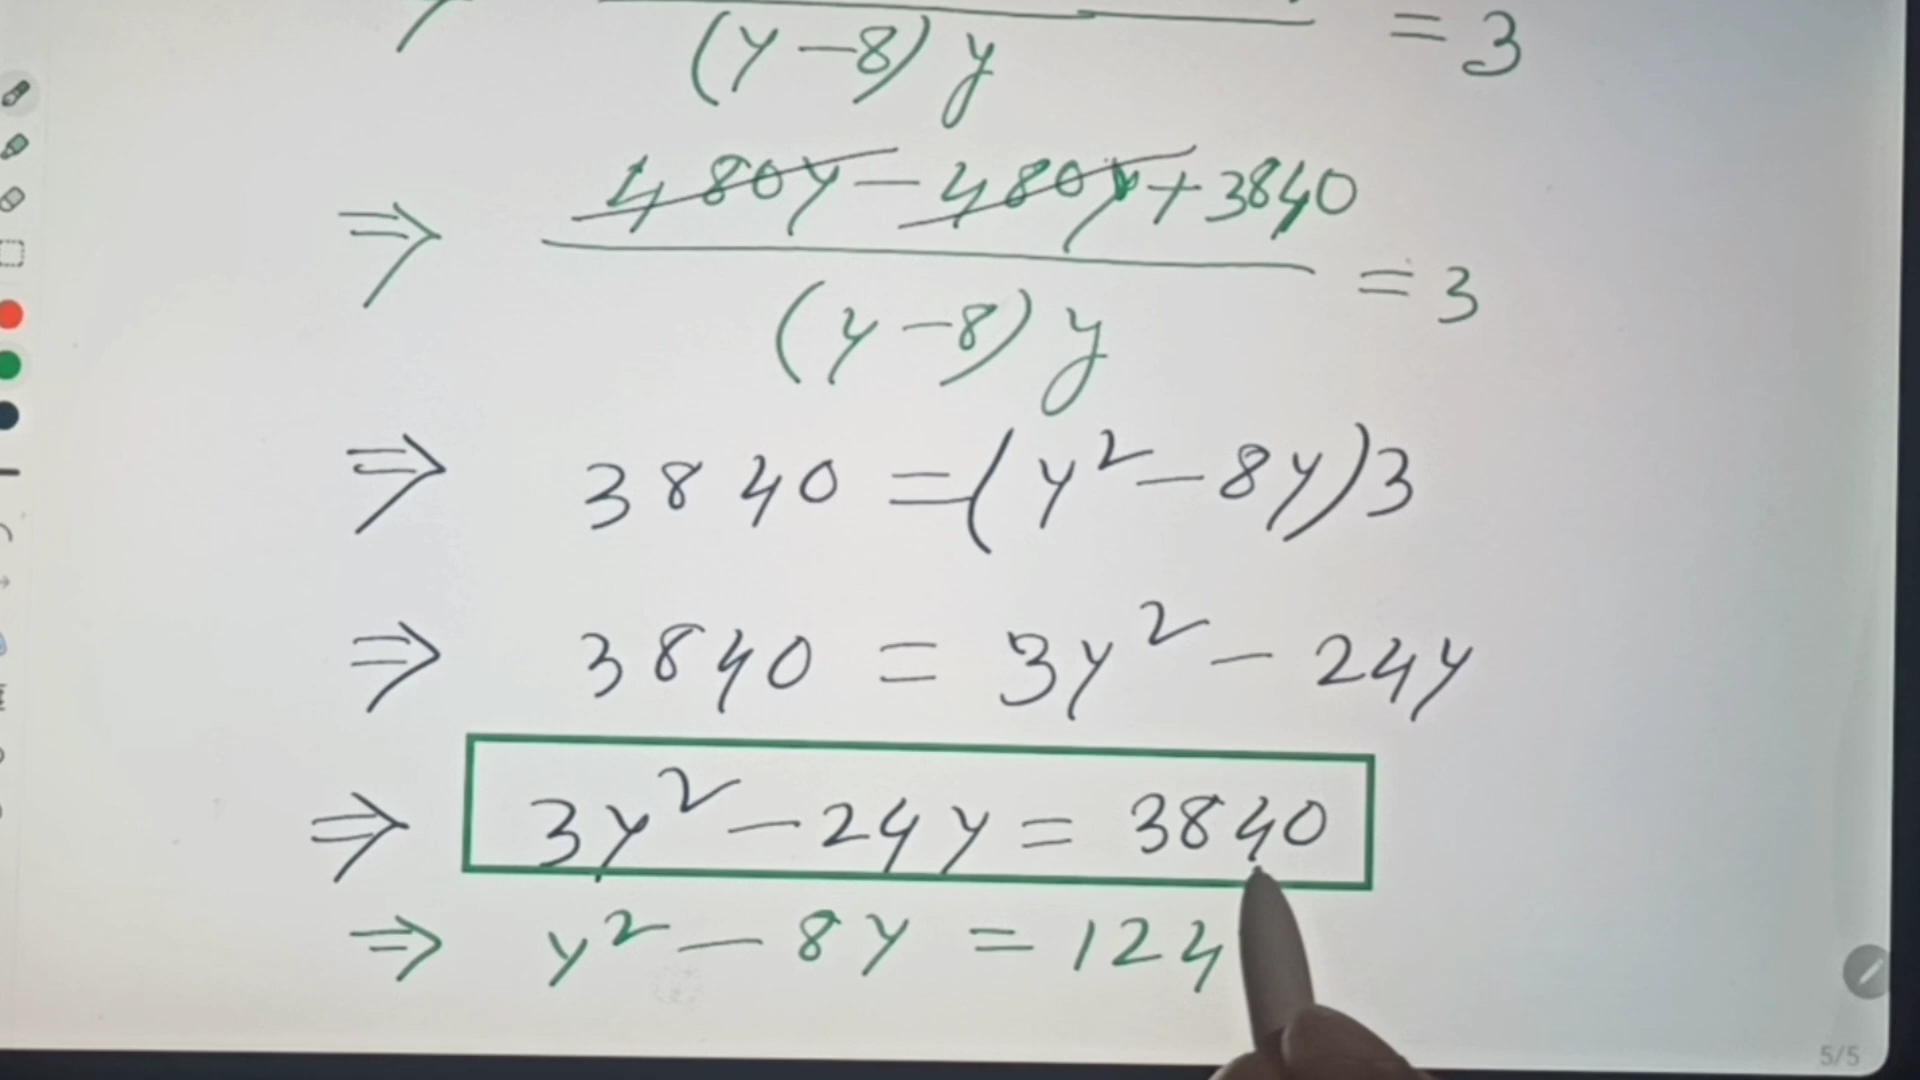 (y-8) y = 3
⇒ 480y - 480y + 3840
(y-8) y = 3
⇒ 3840 = (y² - 8y)3
⇒ 3840 = 3y² - 24y
⇒ 3y² - 24y = 3840
⇒ y² - 8y = 124
5/5